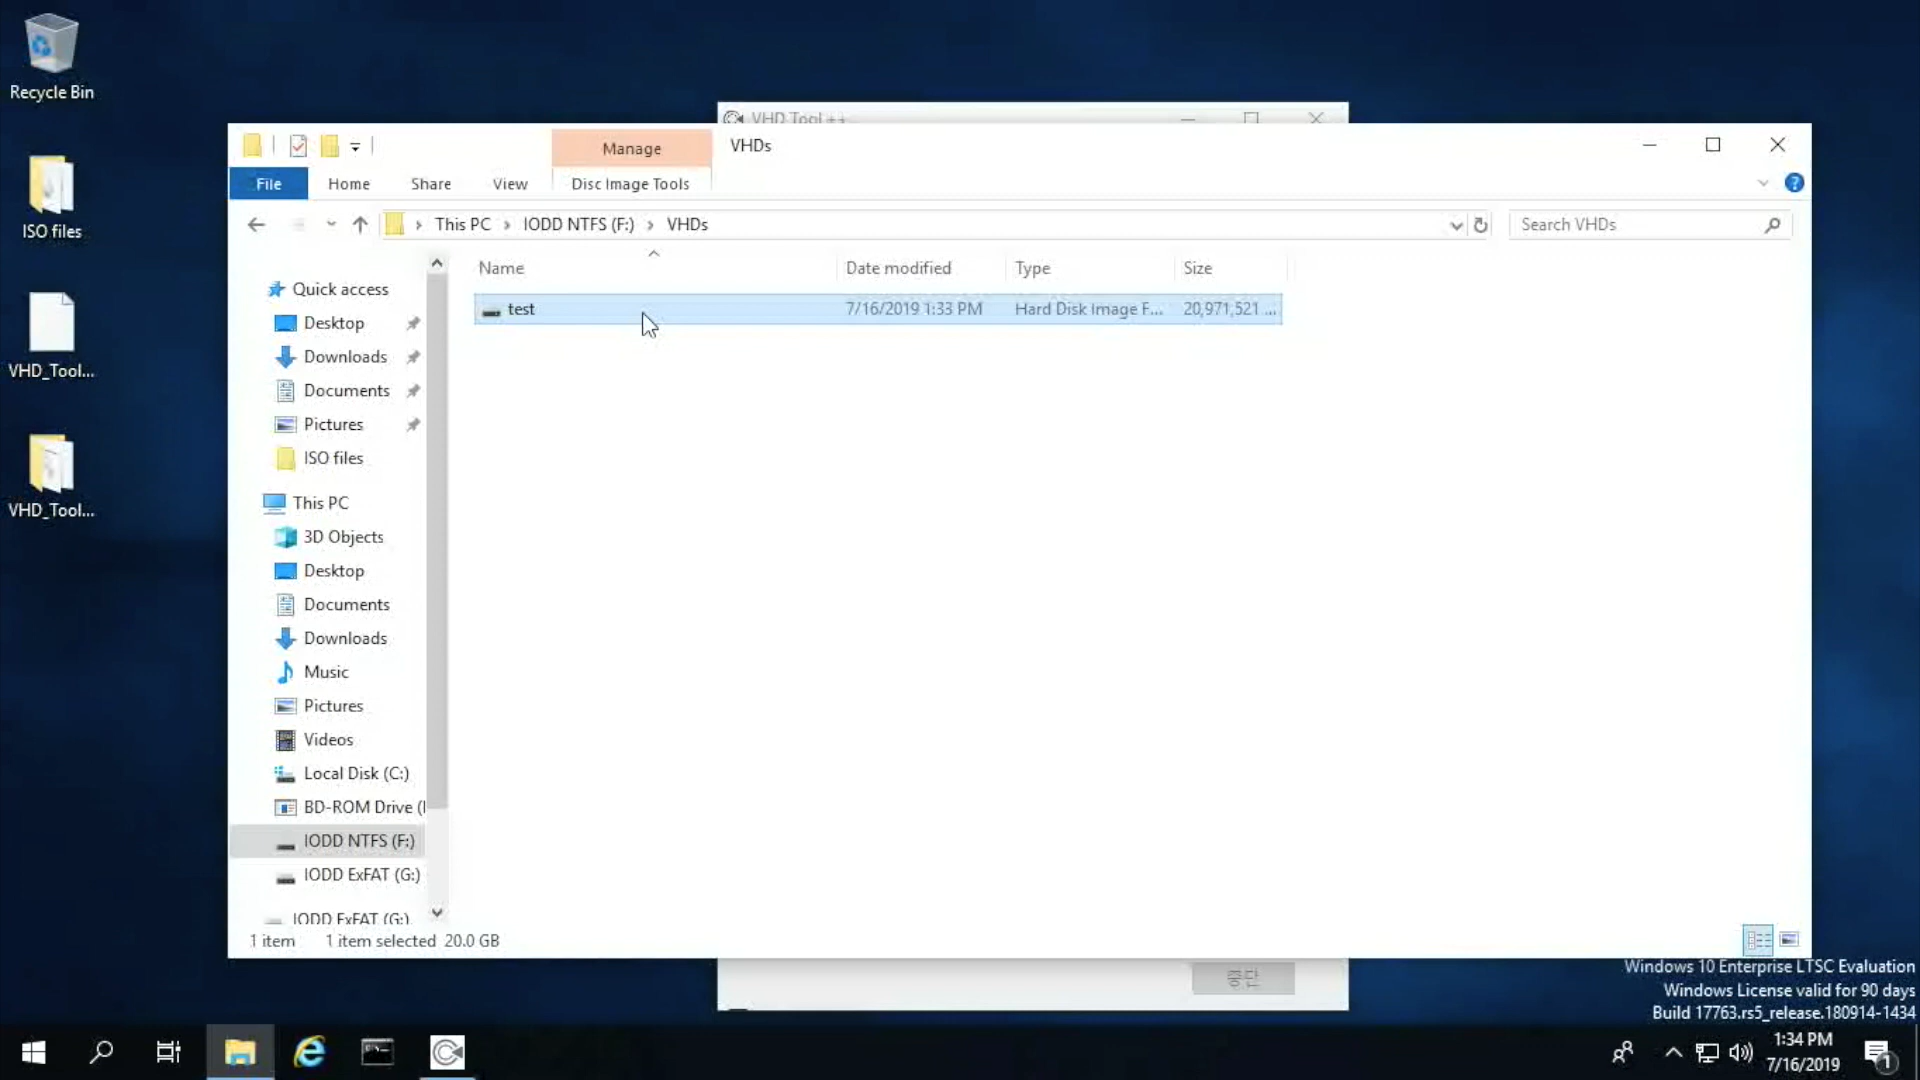 Recycle Bin
ISO files
VHD_Tool...
VHD_Tool...
VHD Tool ++
Manage
VHDs
File
Home
Share
View
Disc Image Tools
This PC
IODD NTFS (F:)
VHDs
Search VHDs
Name
Date modified
Type
Size
test
7/16/2019 1:33 PM
Hard Disk Image F...
20,971,521 ...
Quick access
Desktop
Downloads
Documents
Pictures
ISO files
This PC
3D Objects
Desktop
Documents
Downloads
Music
Pictures
Videos
Local Disk (C:)
BD-ROM Drive (
IODD NTFS (F:)
IODD ExFAT (G:)
IODD ExFAT (G:)
1 item
1 item selected 20.0 GB
중단
Windows 10 Enterprise LTSC Evaluation
Windows License valid for 90 days
Build 17763.rs5_release.180914-1434
1:34 PM
7/16/2019
1